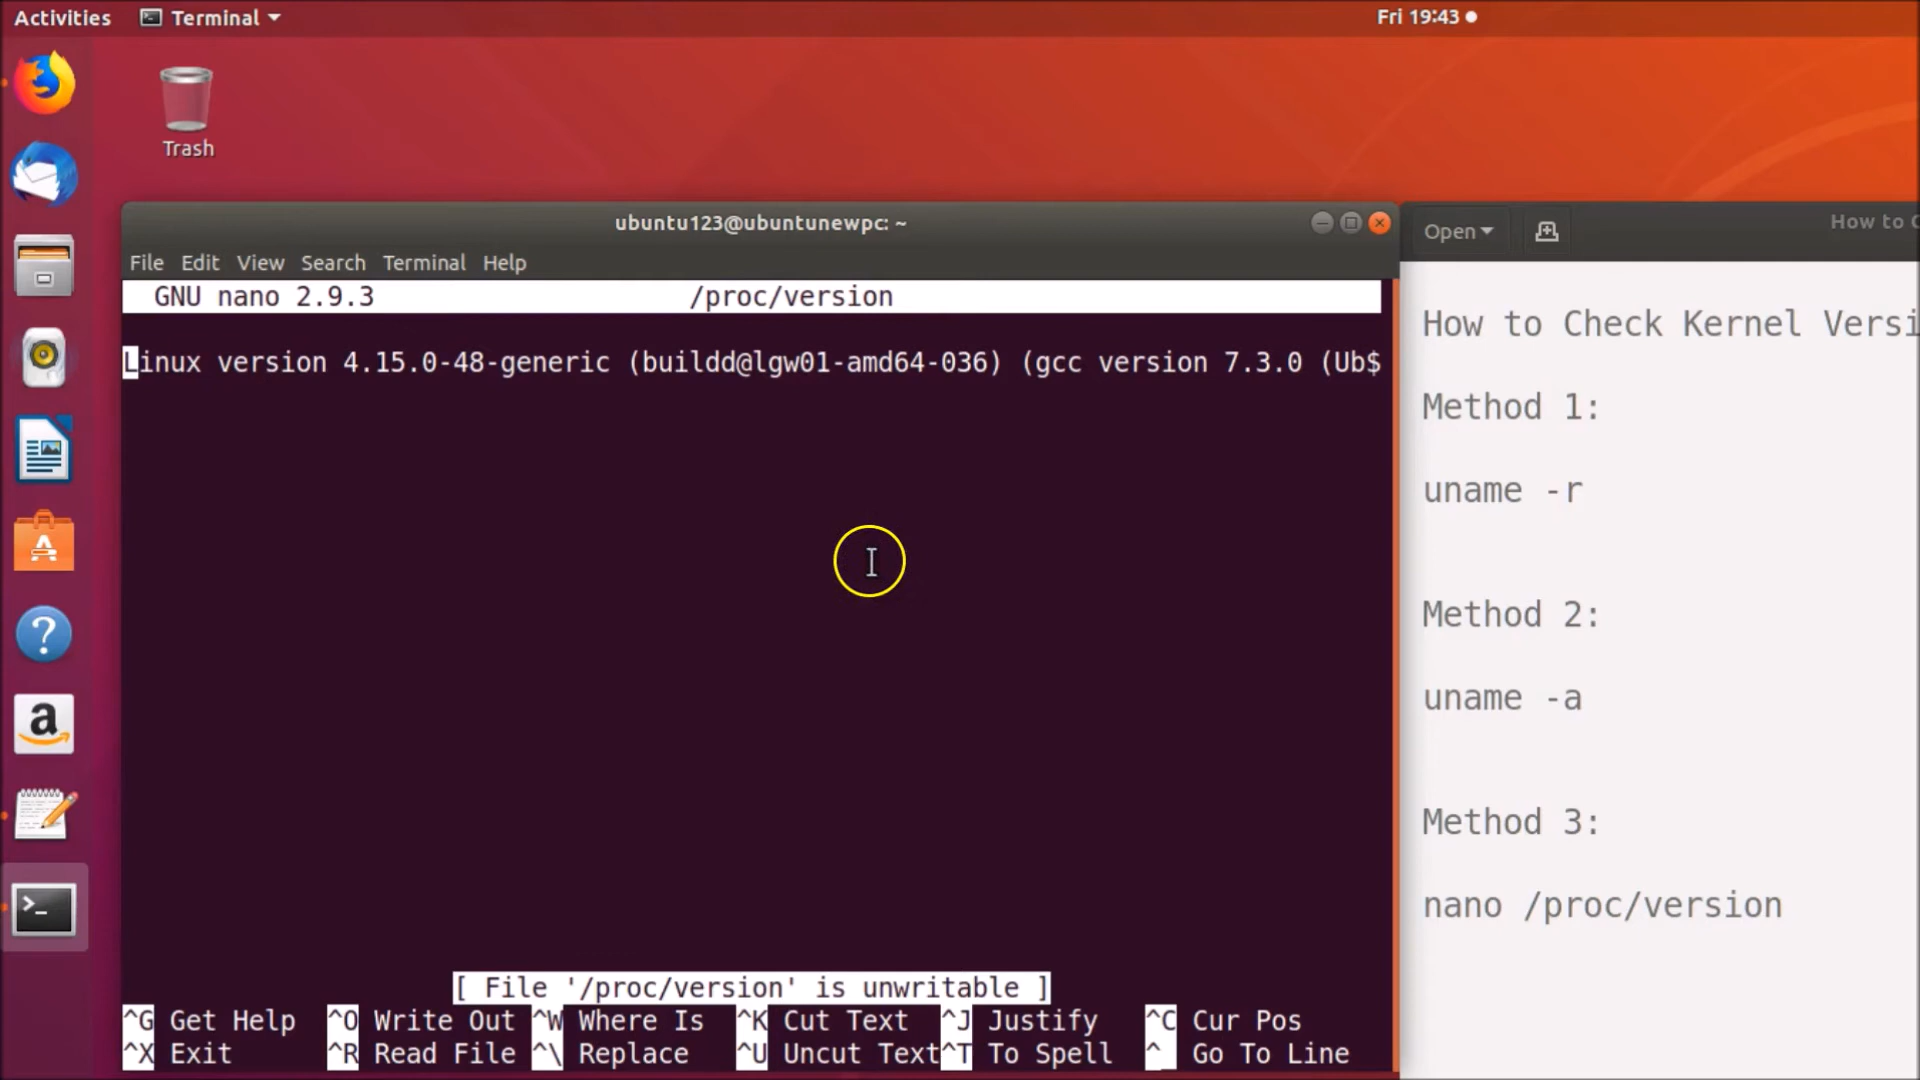 Activities Terminal Fri 19:43
Trash
ubuntu123@ubuntunewpc: ~
File Edit View Search Terminal Help
GNU nano 2.9.3 /proc/version
Linux version 4.15.0-48-generic (buildd@lgw01-amd64-036) (gcc version 7.3.0 (Ub$
[ File '/proc/version' is unwritable ]
^G Get Help ^O Write Out ^W Where Is ^K Cut Text ^J Justify ^C Cur Pos
^X Exit ^R Read File ^\ Replace ^U Uncut Text ^T To Spell ^_ Go To Line
Open How to C
How to Check Kernel Versi
Method 1:
uname -r
Method 2:
uname -a
Method 3:
nano /proc/version